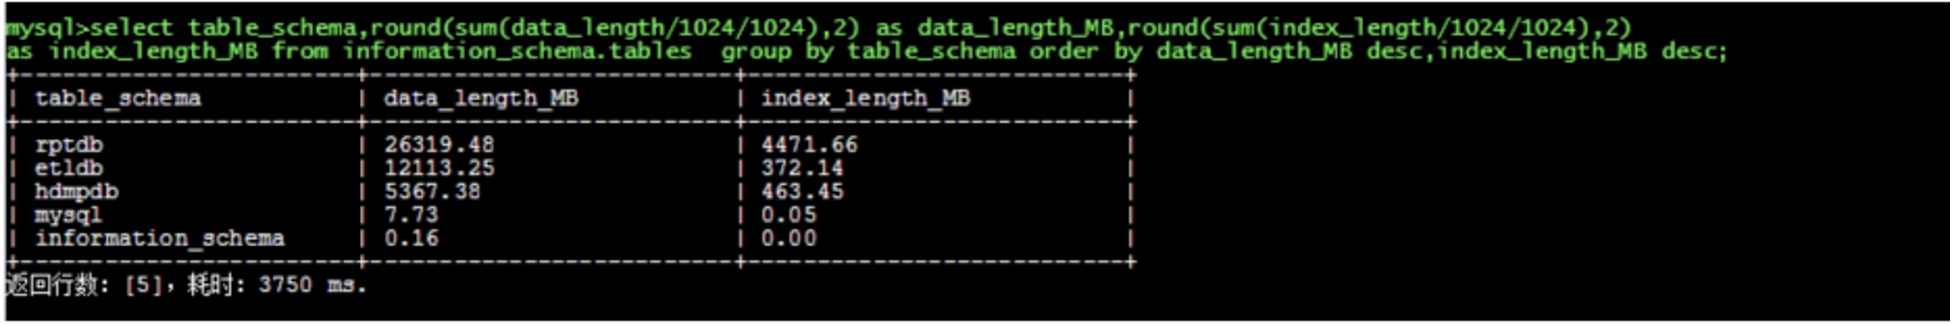 mysql>select table_schema,round(sum(data_length/1024/1024),2) as data_length_MB,round(sum(index_length/1024/1024),2)
as index_length_MB from information_schema.tables  group by table_schema order by data_length_MB desc,index_length_MB desc;
+----------------------+------------------------+-------------------------+
| table_schema | data_length_MB | index_length_MB |
+----------------------+------------------------+-------------------------+
| rptdb | 26319.48 | 4471.66 |
| etldb | 12113.25 | 372.14 |
| hdmpdb | 5367.38 | 463.45 |
| mysql | 7.73 | 0.05 |
| information_schema | 0.16 | 0.00 |
+----------------------+------------------------+-------------------------+
返回行数: [5]，耗时: 3750 ms.